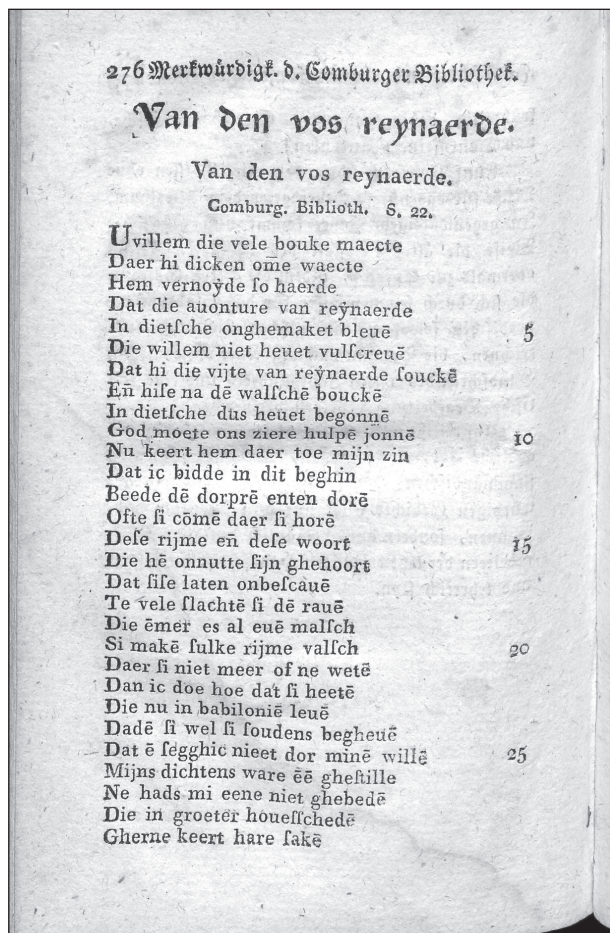 276 Merkwürdigk. d. Comburger Bibliothek.
Van den vos reynaerde.
Van den vos reynaerde.
Comburg. Biblioth. S. 22.
Uvillem die vele bouke maecte
Daer hi dicken om̄e waecte
Hem vernoẏde ſo haerde
Dat die auonture van reẏnaerde
In dietſche onghemaket bleuē 5
Die willem niet heuet vulſcreuē
Dat hi die vijte van reẏnaerde ſouckē
En̄ hiſe na dē walſchē bouckē
In dietſche dus heuet begonnē
God moete ons ziere hulpē jonnē 10
Nu keert hem daer toe mijn zin
Dat ic bidde in dit beghin
Beede dē dorprē enten dorē
Ofte ſi cōmē daer ſi horē
Deſe rijme en̄ deſe woort 15
Die hē onnutte ſijn ghehoort
Dat ſiſe laten onbeſcauē
Te vele ſlachtē ſi dē rauē
Die ēmer es al euē malſch
Si makē ſulke rijme valſch 20
Daer ſi niet meer of ne wetē
Dan ic doe hoe dat ſi heetē
Die nu in babiloniē leuē
Dadē ſi wel ſi ſoudens begheuē
Dat ē ſegghic nieet dor minē willē 25
Mijns dichtens ware ēē gheſtille
Ne hads mi eene niet ghebedē
Die in groeter houeſſchedē
Gherne keert hare ſakē